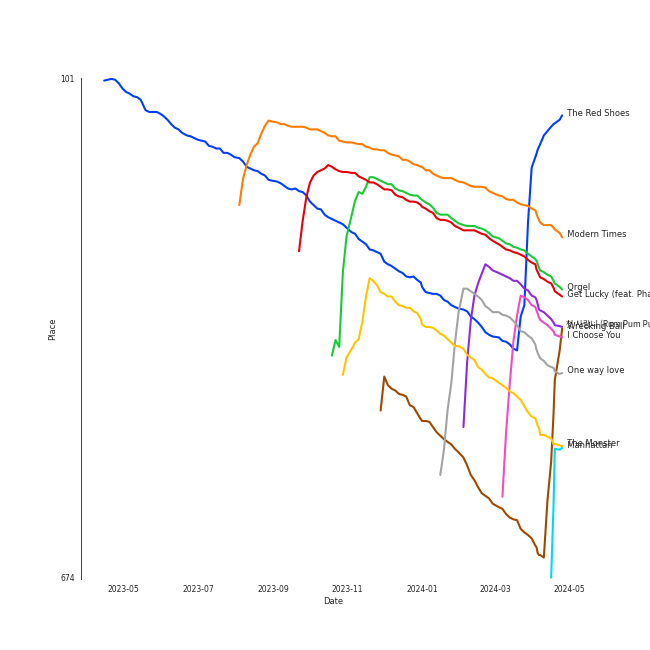 101
The Red Shoes
Modern Times
Orgel
Get Lucky (feat. Pha
Wrecking Ball
I Choose You
One way love
The Monster
Manhattan
674
2023-05 2023-07 2023-09 2023-11 2024-01 2024-03 2024-05
Date
Place